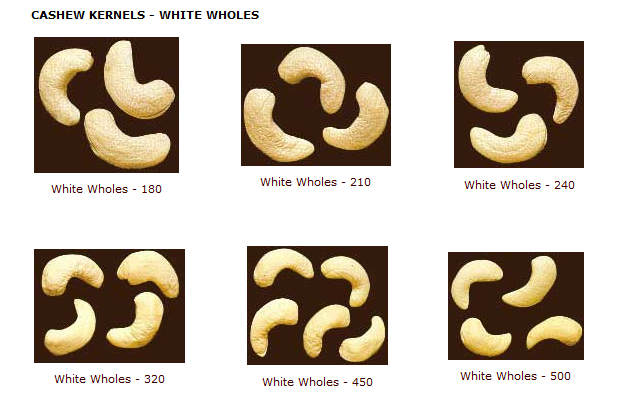 CASHEW KERNELS - WHITE WHOLES
White Wholes - 180
White Wholes - 210
White Wholes - 240
White Wholes - 320
White Wholes - 450
White Wholes - 500